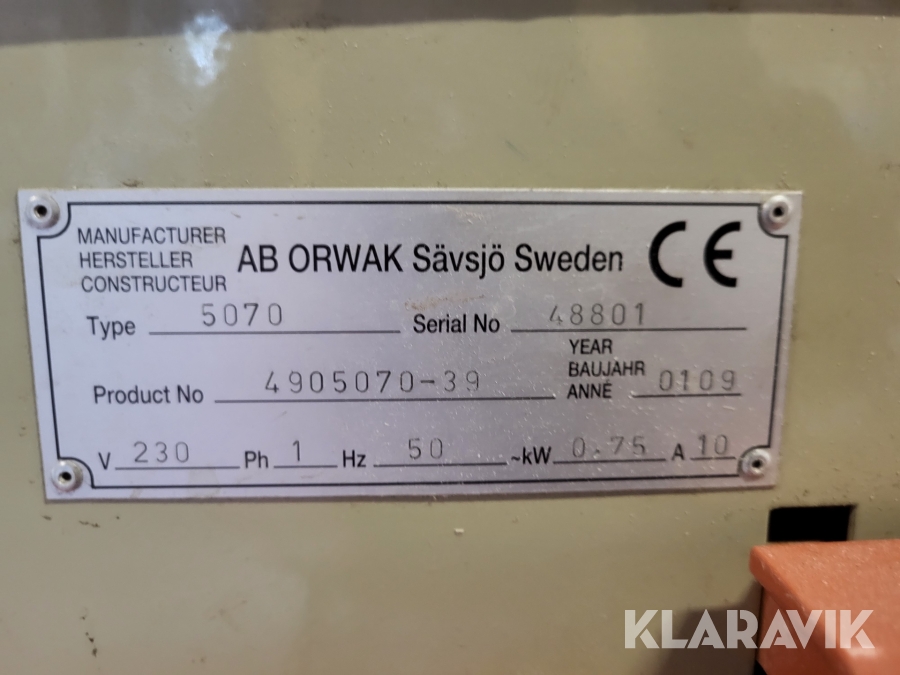 MANUFACTURER
HERSTELLER
CONSTRUCTEUR
AB ORWAK Sävsjö Sweden CE
Type 5070 Serial No 48801
Product No 4905070-39
YEAR
BAUJAHR
ANNÉ 0109
V 230 Ph 1 Hz 50 ~kW 0.75 A 10
KLARAVIK